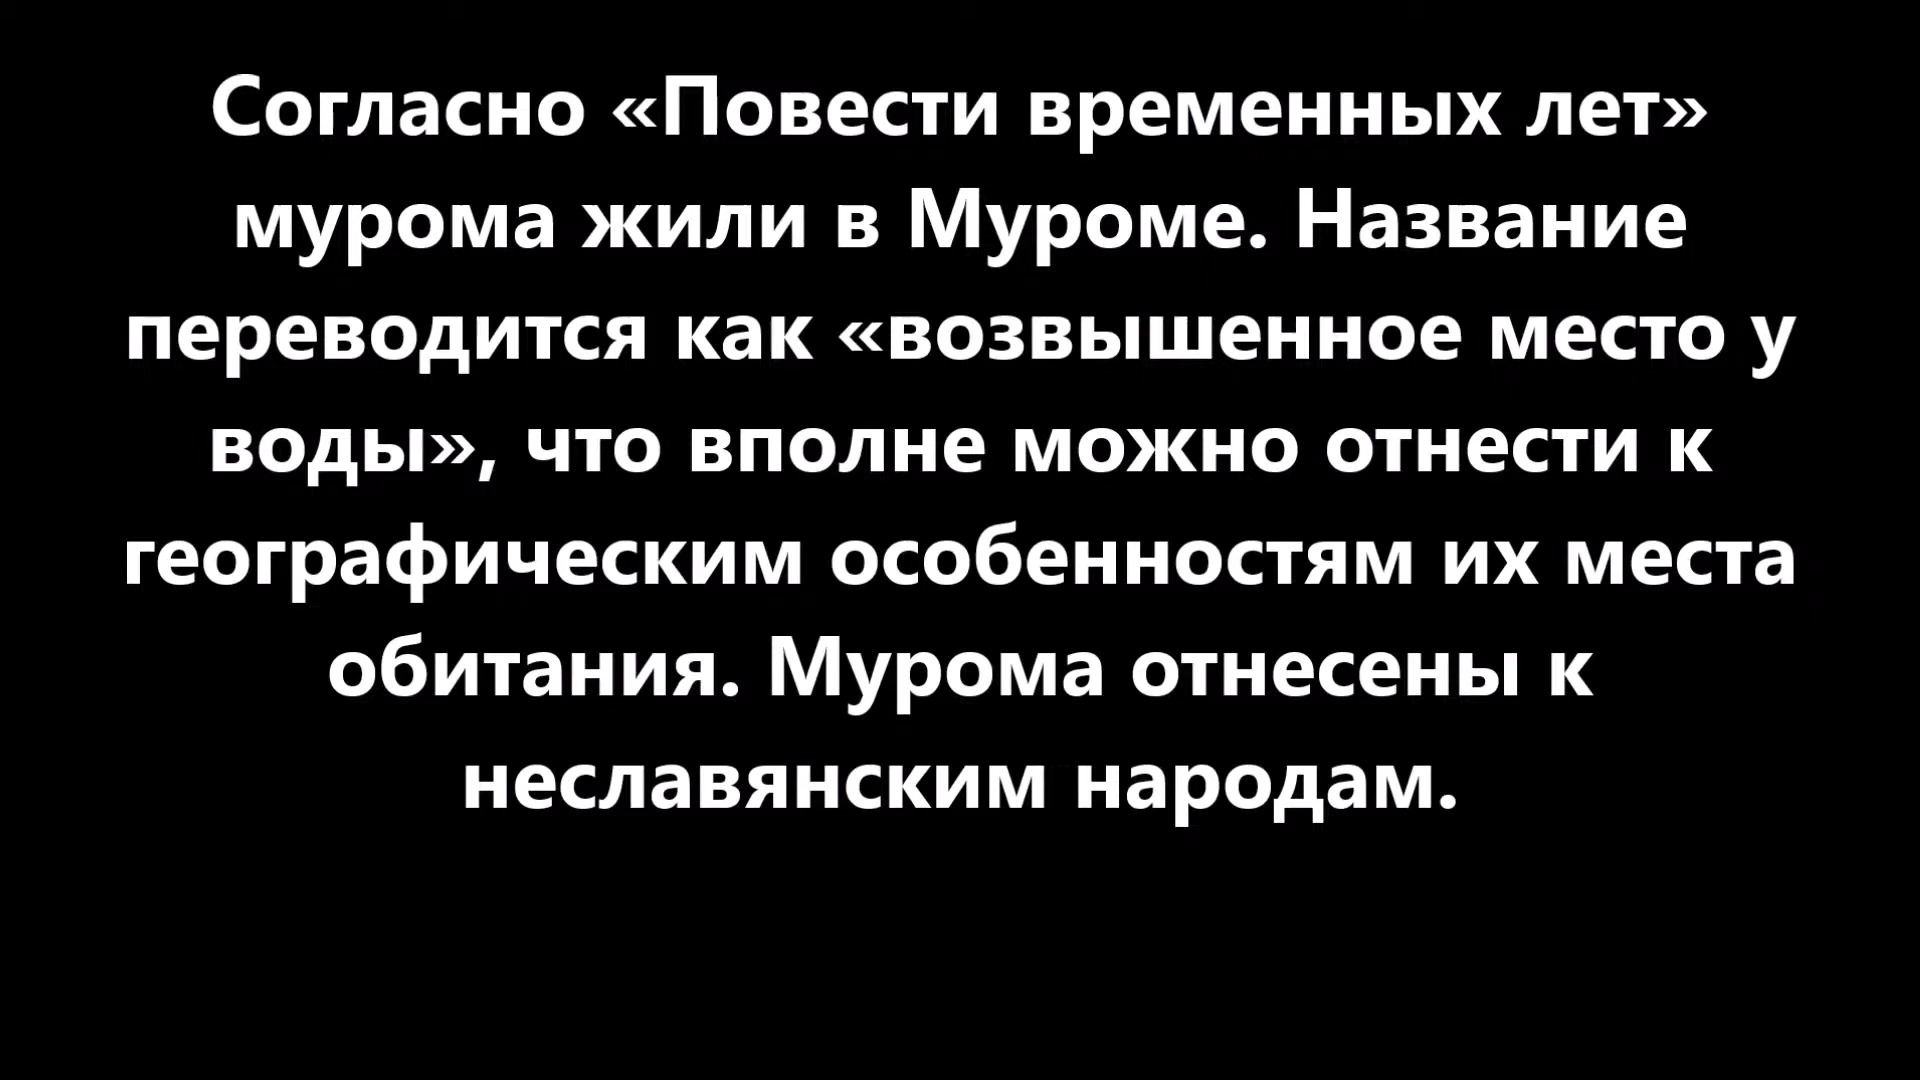 Согласно «Повести временных лет»
мурома жили в Муроме. Название
переводится как «возвышенное место у
воды», что вполне можно отнести к
географическим особенностям их места
обитания. Мурома отнесены к
неславянским народам.